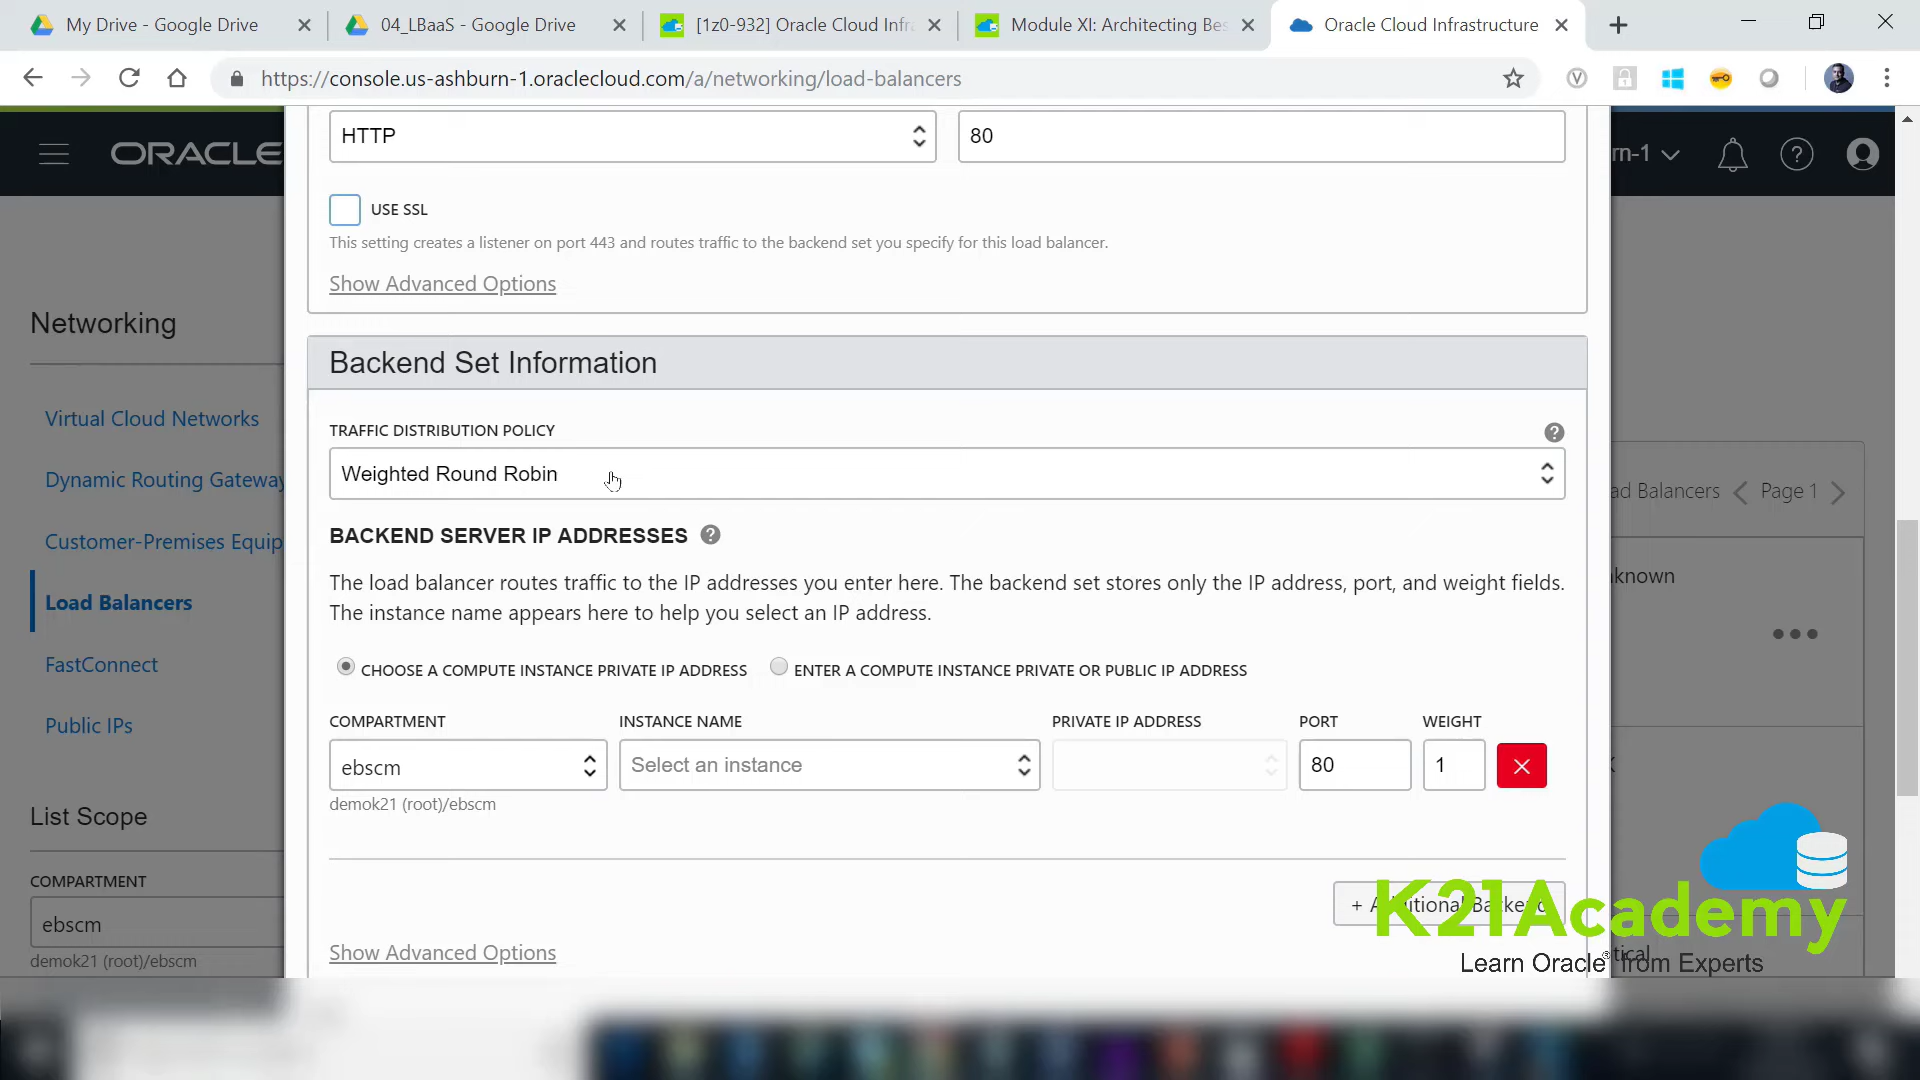 My Drive - Google Drive
04_LBaaS - Google Drive
[1z0-932] Oracle Cloud Infr
Module XI: Architecting Bes
Oracle Cloud Infrastructure
https://console.us-ashburn-1.oraclecloud.com/a/networking/load-balancers
ORACLE
rn-1
HTTP
80
USE SSL
This setting creates a listener on port 443 and routes traffic to the backend set you specify for this load balancer.
Show Advanced Options
Networking
Virtual Cloud Networks
Dynamic Routing Gateway
Customer-Premises Equip
Load Balancers
FastConnect
Public IPs
List Scope
COMPARTMENT
ebscm
demok21 (root)/ebscm
Backend Set Information
TRAFFIC DISTRIBUTION POLICY
Weighted Round Robin
BACKEND SERVER IP ADDRESSES
The load balancer routes traffic to the IP addresses you enter here. The backend set stores only the IP address, port, and weight fields.
The instance name appears here to help you select an IP address.
CHOOSE A COMPUTE INSTANCE PRIVATE IP ADDRESS
ENTER A COMPUTE INSTANCE PRIVATE OR PUBLIC IP ADDRESS
COMPARTMENT INSTANCE NAME PRIVATE IP ADDRESS PORT WEIGHT
ebscm Select an instance 80 1
demok21 (root)/ebscm
+ Additional Backend
Show Advanced Options
ad Balancers Page 1
known
K21Academy
Learn Oracle® from Experts
tical